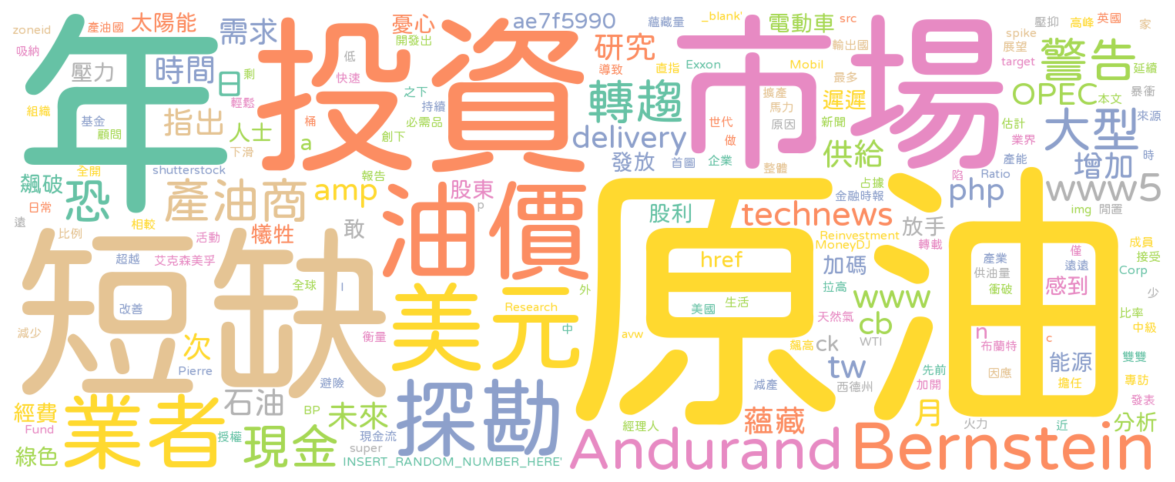 zoneid
產油國
太陽能
需求
吸納
年
壓力
時間
日
組織
基金
顧問
指出
人士
輕鬆
剩
全間
下滑
shutterstock
飆破
恐
日常
遠
比例
相較
活動
產油商
投資
低
快速
桶
a
憂心
開發出
之下
持續
必需品
創下
amp
報告
股東
p
犧牲
敢
油價
ae7f5990
蘊蔵量
_blank'
研究
導致
Exxon
直指
Mobil
轉趨
delivery
世代
做
發放
首圖
企業
市場
電動車
src
輸出國
最多
擴產
馬力
原因
遲遲
新聞
供給
整體
占據
金融時報
壓抑
高峰
英國
家
spike
展望
target
警告
延續
暴衝
OPEC
本文
來源
估計
業界
大型
時
增加
產能
陷
Ratio
php
www5
img
閒置
股利
technews
放手
Reinvestment
MoneyDJ
轉載
href
加碼
拉高
美國
生活
www
天然氣
cb
WTI
飆高
ck
avw
tw
西德州
減產
先前
加開
原油
產業
供油量
衝破
僅
遠遠
感到
成員
接受
Corp
少
比率
中級
n
布蘭特
c
因應
能源
雙雙
擔任
專訪
發表
月
火力
近
分析
短缺
超越
艾克森美孚
改善
減少
全球
l
衡量
次
Pierre
避險
美元
Research
外
中
經費
Fund
業者
綠色
石油
BP
未來
授權
現金
現金流
super
INSERT_RANDOM_NUMBER_HERE'
探勘
經理人
蘊藏
Andurand
Bernstein